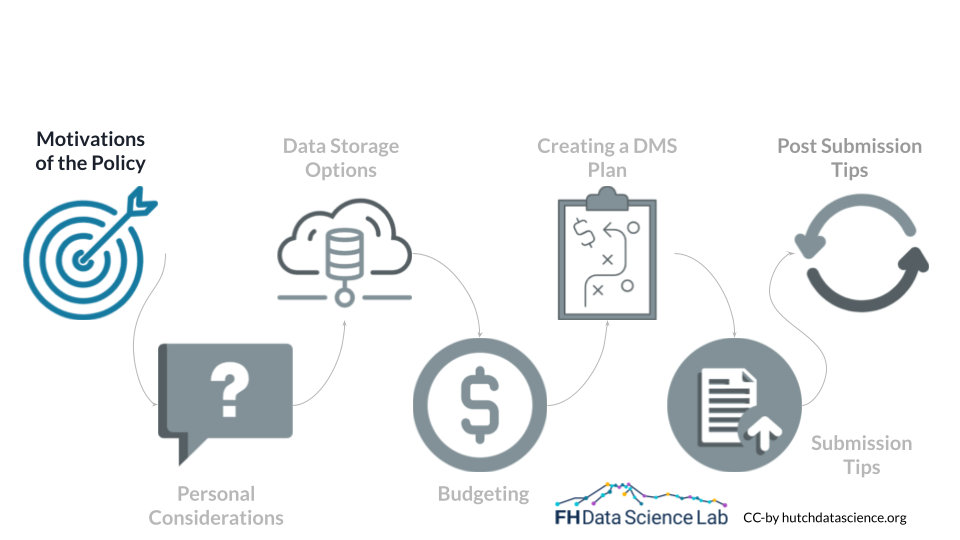 Motivations
of the Policy
Personal
Considerations
Data Storage
Options
$
Budgeting
Creating a DMS
Plan
Submission
Tips
Post Submission
Tips
?
$
FH Data Science Lab
CC-by hutchdatascience.org